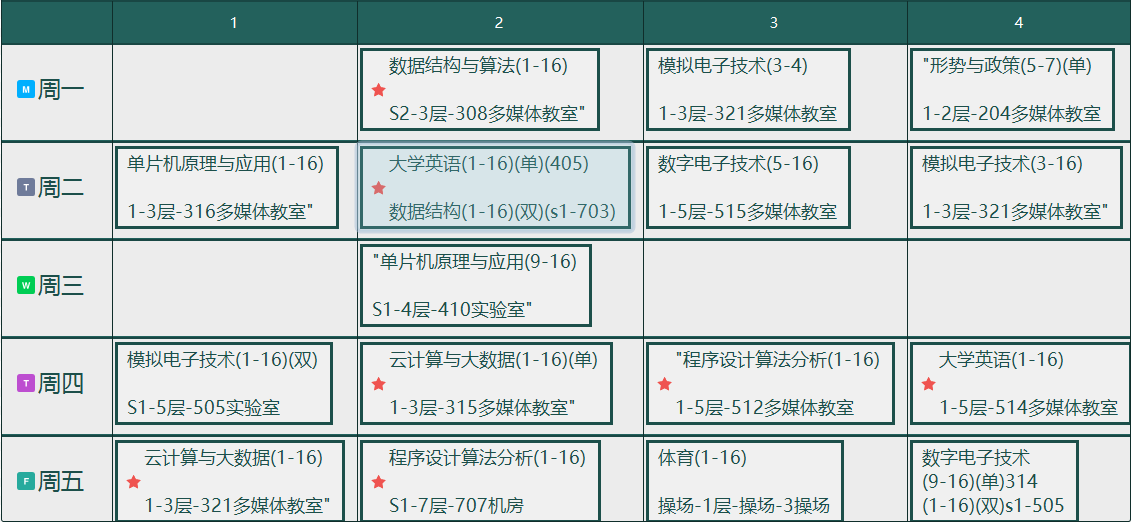 1 2 3 4
M 周一
数据结构与算法(1-16)
S2-3层-308多媒体教室"
模拟电子技术(3-4)
1-3层-321多媒体教室
"形势与政策(5-7)(单)
1-2层-204多媒体教室
T 周二
单片机原理与应用(1-16)
1-3层-316多媒体教室"
大学英语(1-16)(单)(405)
数据结构(1-16)(双)(s1-703)
数字电子技术(5-16)
1-5层-515多媒体教室
模拟电子技术(3-16)
1-3层-321多媒体教室"
W 周三
"单片机原理与应用(9-16)
S1-4层-410实验室"
T 周四
模拟电子技术(1-16)(双)
S1-5层-505实验室
云计算与大数据(1-16)(单)
1-3层-315多媒体教室"
"程序设计算法分析(1-16)
1-5层-512多媒体教室
大学英语(1-16)
1-5层-514多媒体教室
F 周五
云计算与大数据(1-16)
1-3层-321多媒体教室"
程序设计算法分析(1-16)
S1-7层-707机房
体育(1-16)
操场-1层-操场-3操场
数字电子技术
(9-16)(单)314
(1-16)(双)s1-505